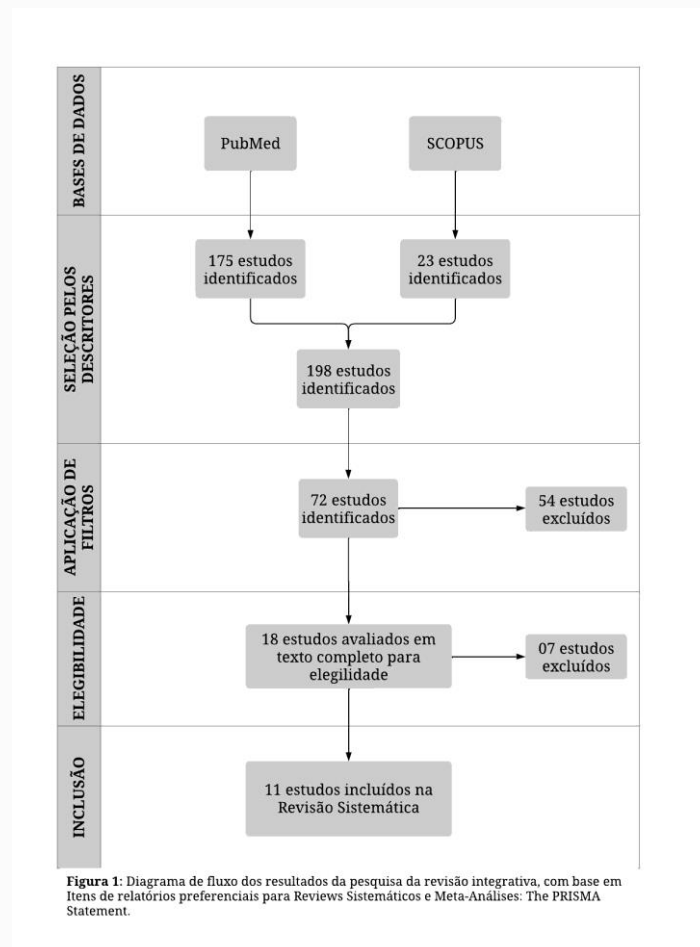 BASES DE DADOS
PubMed
SCOPUS
SELEÇÃO PELOS
DESCRITORES
175 estudos
identificados
23 estudos
identificados
198 estudos
identificados
APLICAÇÃO DE
FILTROS
72 estudos
identificados
54 estudos
excluídos
ELEGIBILIDADE
18 estudos avaliados em
texto completo para
elegilidade
07 estudos
excluídos
INCLUSÃO
11 estudos incluídos na
Revisão Sistemática
Figura 1: Diagrama de fluxo dos resultados da pesquisa da revisão integrativa, com base em
Itens de relatórios preferenciais para Reviews Sistemáticos e Meta-Análises: The PRISMA
Statement.